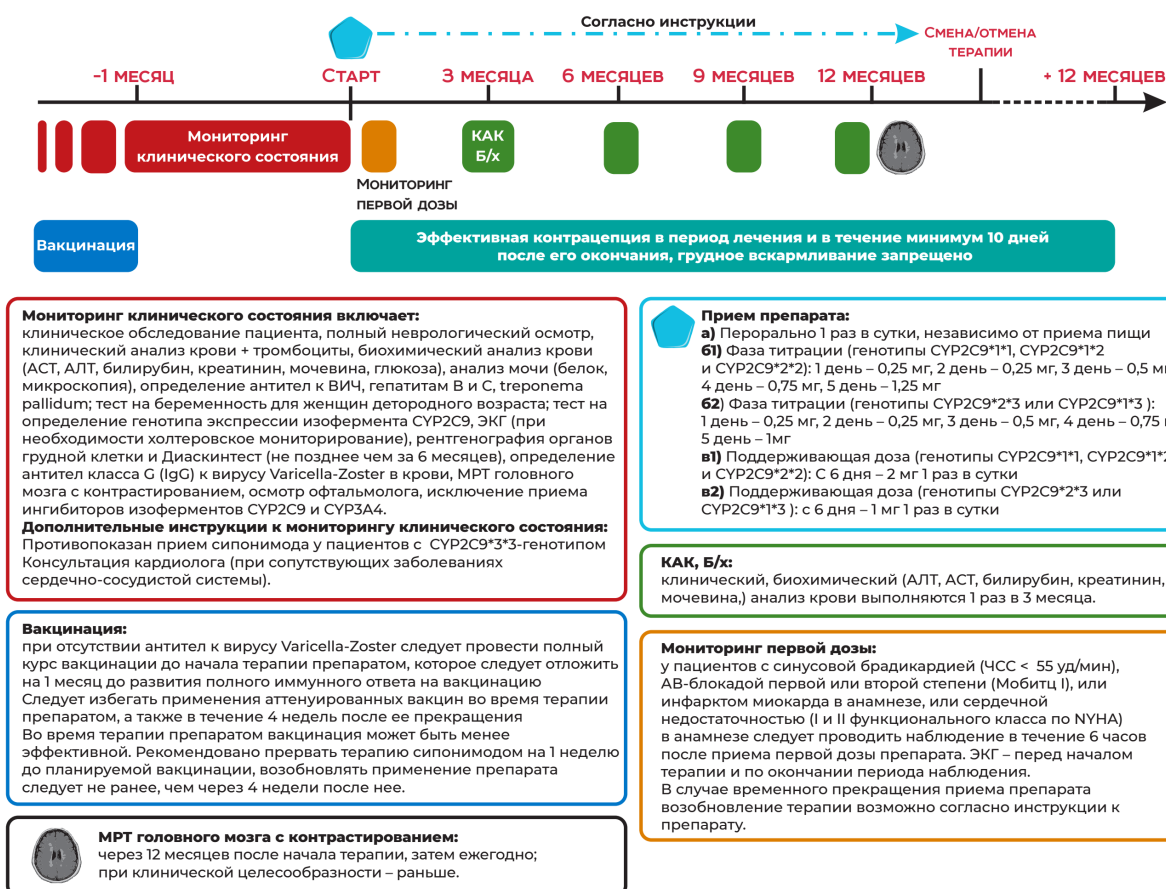 Согласно инструкции
Смена/отмена
терапии
-1 месяц
Старт
3 месяца
6 месяцев
9 месяцев
12 месяцев
+ 12 месяцев
Мониторинг
клинического состояния
КАК
Б/х
Мониторинг
первой дозы
Вакцинация
Эффективная контрацепция в период лечения и в течение минимум 10 дней
после его окончания, грудное вскармливание запрещено
Мониторинг клинического состояния включает:
клиническое обследование пациента, полный неврологический осмотр,
клинический анализ крови + тромбоциты, биохимический анализ крови
(АСТ, АЛТ, билирубин, креатинин, мочевина, глюкоза), анализ мочи (белок,
микроскопия), определение антител к ВИЧ, гепатитам В и С, treponema
pallidum; тест на беременность для женщин детородного возраста; тест на
определение генотипа экспрессии изофермента CYP2C9, ЭКГ (при
необходимости холтеровское мониторирование), рентгенография органов
грудной клетки и Диаскинтест (не позднее чем за 6 месяцев), определение
антител класса G (IgG) к вирусу Varicella-Zoster в крови, МРТ головного
мозга с контрастированием, осмотр офтальмолога, исключение приема
ингибиторов изоферментов CYP2C9 и CYP3A4.
Дополнительные инструкции к мониторингу клинического состояния:
Противопоказан прием сипонимода у пациентов с CYP2C9*3*3-генотипом
Консультация кардиолога (при сопутствующих заболеваниях
сердечно-сосудистой системы).
Вакцинация:
при отсутствии антител к вирусу Varicella-Zoster следует провести полный
курс вакцинации до начала терапии препаратом, которое следует отложить
на 1 месяц до развития полного иммунного ответа на вакцинацию
Следует избегать применения аттенуированных вакцин во время терапии
препаратом, а также в течение 4 недель после ее прекращения
Во время терапии препаратом вакцинация может быть менее
эффективной. Рекомендовано прервать терапию сипонимодом на 1 неделю
до планируемой вакцинации, возобновлять применение препарата
следует не ранее, чем через 4 недели после нее.
МРТ головного мозга с контрастированием:
через 12 месяцев после начала терапии, затем ежегодно;
при клинической целесообразности – раньше.
Прием препарата:
а) Перорально 1 раз в сутки, независимо от приема пищи
б1) Фаза титрации (генотипы CYP2C9*1*1, CYP2C9*1*2
и CYP2C9*2*2): 1 день – 0,25 мг, 2 день – 0,25 мг, 3 день – 0,5 мг
4 день – 0,75 мг, 5 день – 1,25 мг
б2) Фаза титрации (генотипы CYP2C9*2*3 или CYP2C9*1*3 ):
1 день – 0,25 мг, 2 день – 0,25 мг, 3 день – 0,5 мг, 4 день – 0,75
5 день – 1мг
в1) Поддерживающая доза (генотипы CYP2C9*1*1, CYP2C9*1*2
и CYP2C9*2*2): С 6 дня – 2 мг 1 раз в сутки
в2) Поддерживающая доза (генотипы CYP2C9*2*3 или
CYP2C9*1*3 ): с 6 дня – 1 мг 1 раз в сутки
КАК, Б/х:
клинический, биохимический (АЛТ, АСТ, билирубин, креатинин,
мочевина,) анализ крови выполняются 1 раз в 3 месяца.
Мониторинг первой дозы:
у пациентов с синусовой брадикардией (ЧСС < 55 уд/мин),
АВ-блокадой первой или второй степени (Мобитц I), или
инфарктом миокарда в анамнезе, или сердечной
недостаточностью (I и II функционального класса по NYHA)
в анамнезе следует проводить наблюдение в течение 6 часов
после приема первой дозы препарата. ЭКГ – перед началом
терапии и по окончании периода наблюдения.
В случае временного прекращения приема препарата
возобновление терапии возможно согласно инструкции к
препарату.